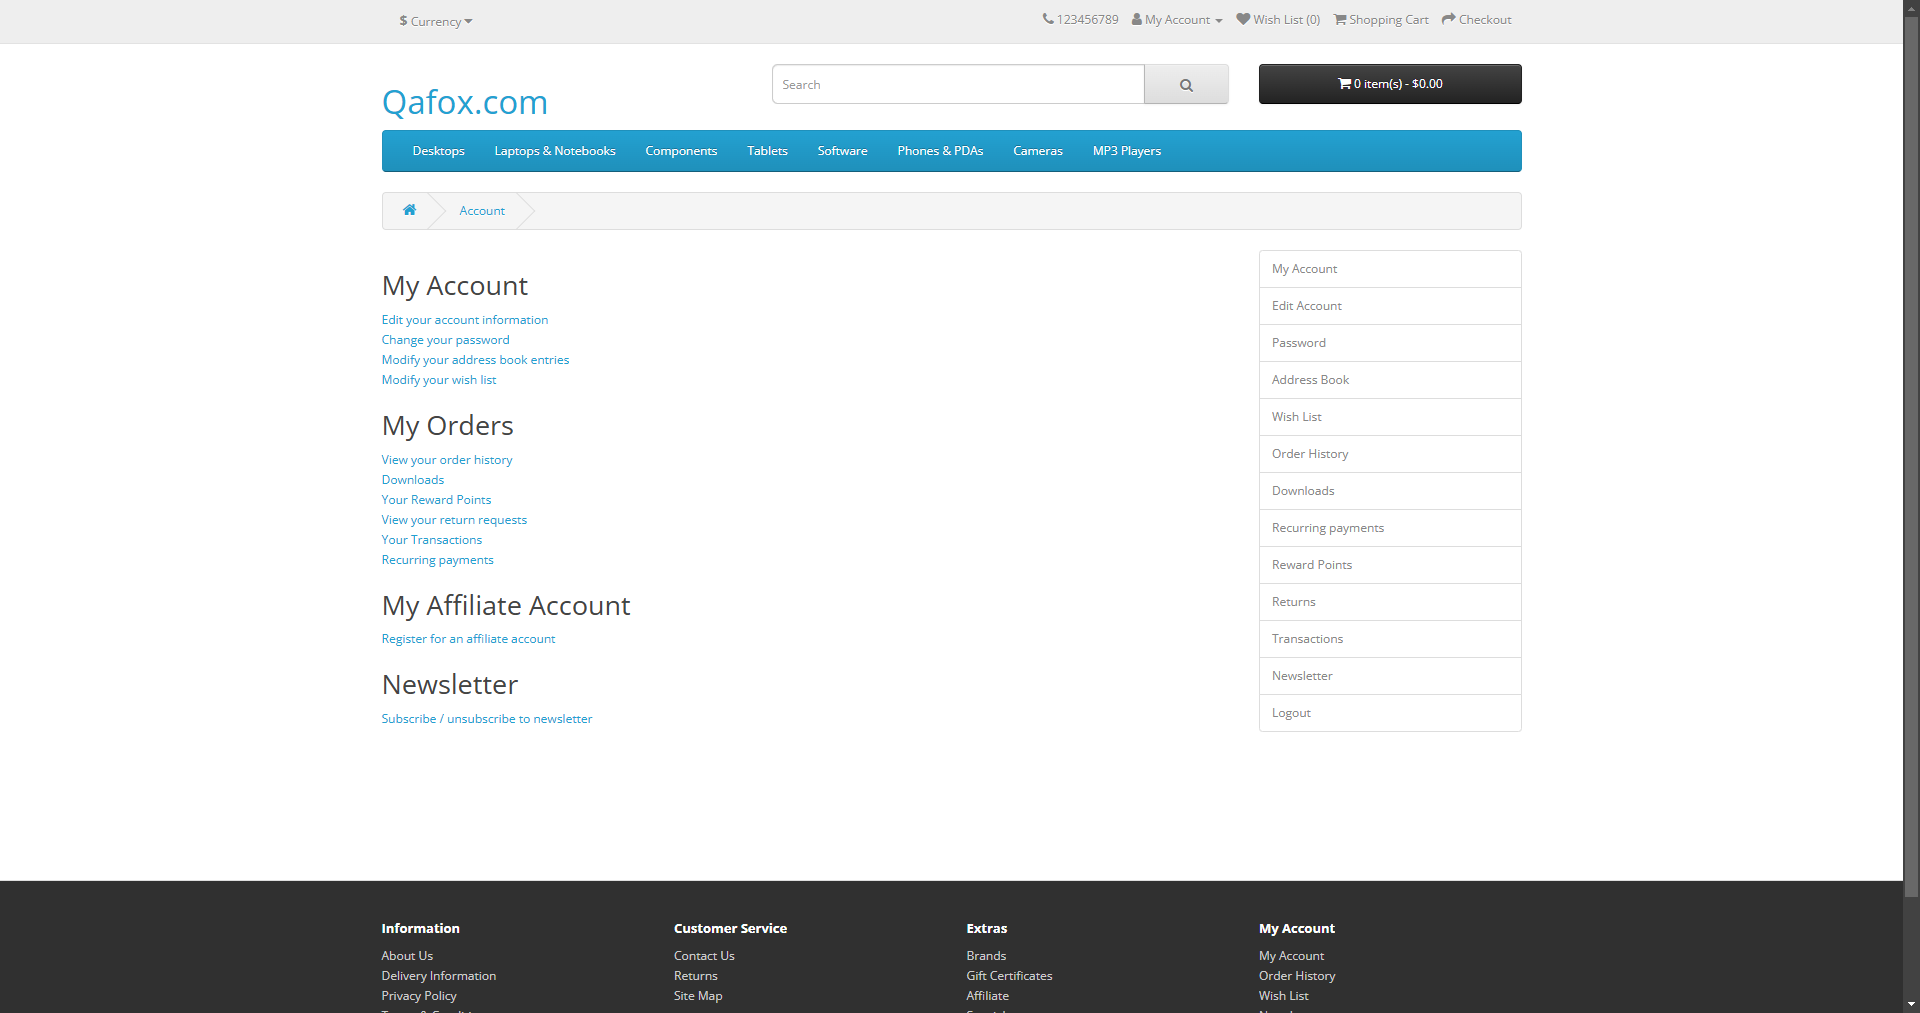 $ Currency
123456789 My Account Wish List (0) Shopping Cart Checkout
Qafox.com
Search
0 item(s) - $0.00
Desktops Laptops & Notebooks Components Tablets Software Phones & PDAs Cameras MP3 Players
Account
My Account
Edit your account information
Change your password
Modify your address book entries
Modify your wish list
My Orders
View your order history
Downloads
Your Reward Points
View your return requests
Your Transactions
Recurring payments
My Affiliate Account
Register for an affiliate account
Newsletter
Subscribe / unsubscribe to newsletter
My Account
Edit Account
Password
Address Book
Wish List
Order History
Downloads
Recurring payments
Reward Points
Returns
Transactions
Newsletter
Logout
Information
About Us
Delivery Information
Privacy Policy
Customer Service
Contact Us
Returns
Site Map
Extras
Brands
Gift Certificates
Affiliate
My Account
My Account
Order History
Wish List